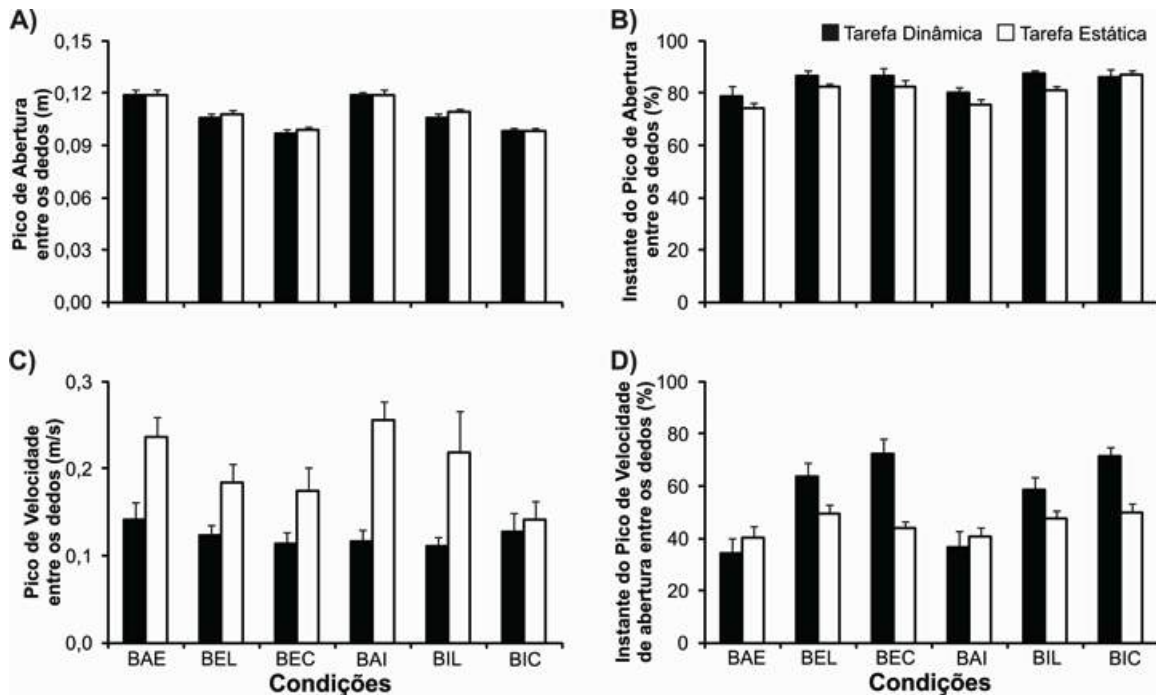 A)
Pico de Abertura
entre os dedos (m)
0,15
0,12
0,09
0,06
0,03
0,00
B)
Tarefa Dinâmica
Tarefa Estática
Instante do Pico de Abertura
entre os dedos (%)
100
80
60
40
20
0
C)
Pico de Velocidade
entre os dedos (m/s)
0,3
0,2
0,1
0,0
BAE BEL BEC BAI BIL BIC
Condições
D)
Instante do Pico de Velocidade
de abertura entre os dedos (%)
100
80
60
40
20
0
BAE BEL BEC BAI BIL BIC
Condições